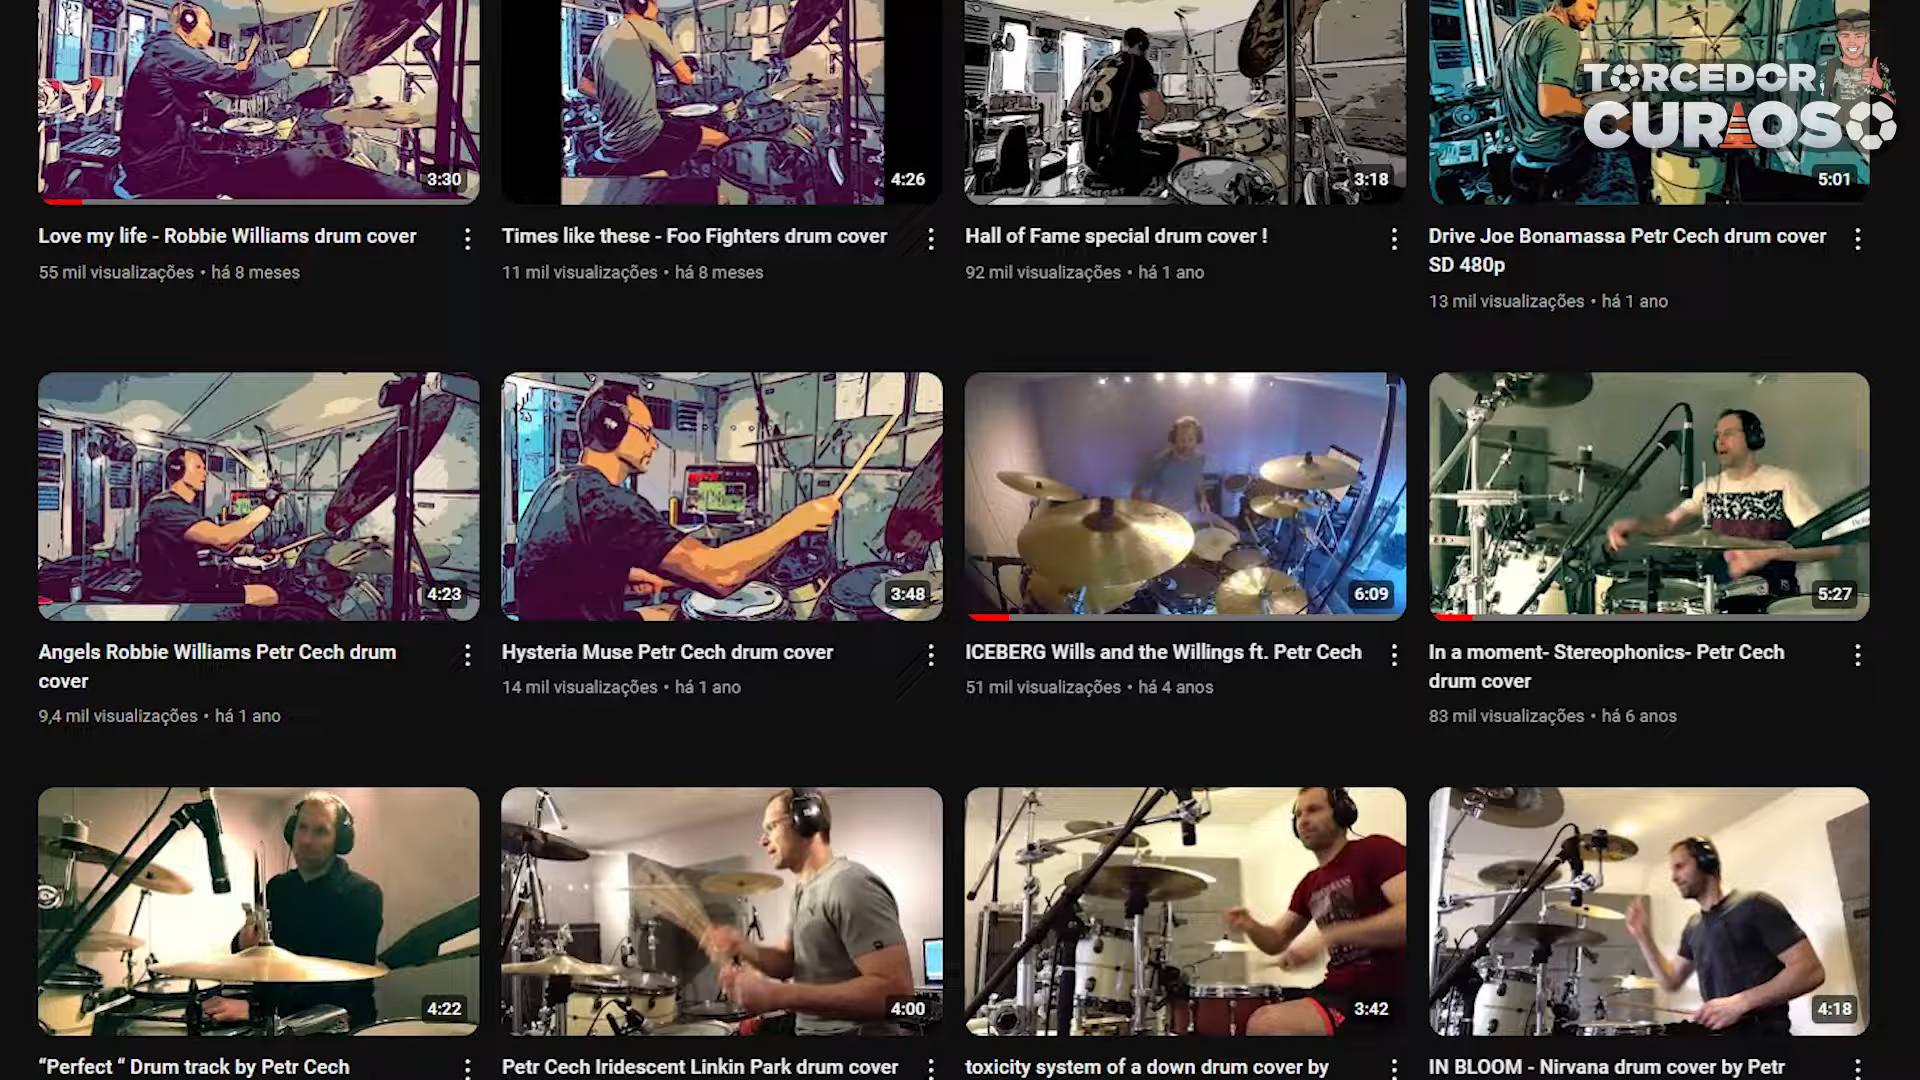 TORCEDOR
CURIOSO
3:30
4:26
3
3:18
5:01
Love my life - Robbie Williams drum cover
55 mil visualizações • há 8 meses
Times like these - Foo Fighters drum cover
11 mil visualizações • há 8 meses
Hall of Fame special drum cover !
92 mil visualizações • há 1 ano
Drive Joe Bonamassa Petr Cech drum cover
SD 480p
13 mil visualizações • há 1 ano
4:23
3:48
6:09
5:27
Angels Robbie Williams Petr Cech drum
cover
9,4 mil visualizações • há 1 ano
Hysteria Muse Petr Cech drum cover
14 mil visualizações • há 1 ano
ICEBERG Wills and the Willings ft. Petr Cech
51 mil visualizações • há 4 anos
In a moment- Stereophonics- Petr Cech
drum cover
83 mil visualizações • há 6 anos
4:22
4:00
3:42
4:18
“Perfect “ Drum track by Petr Cech
Petr Cech Iridescent Linkin Park drum cover
toxicity system of a down drum cover by
IN BLOOM - Nirvana drum cover by Petr